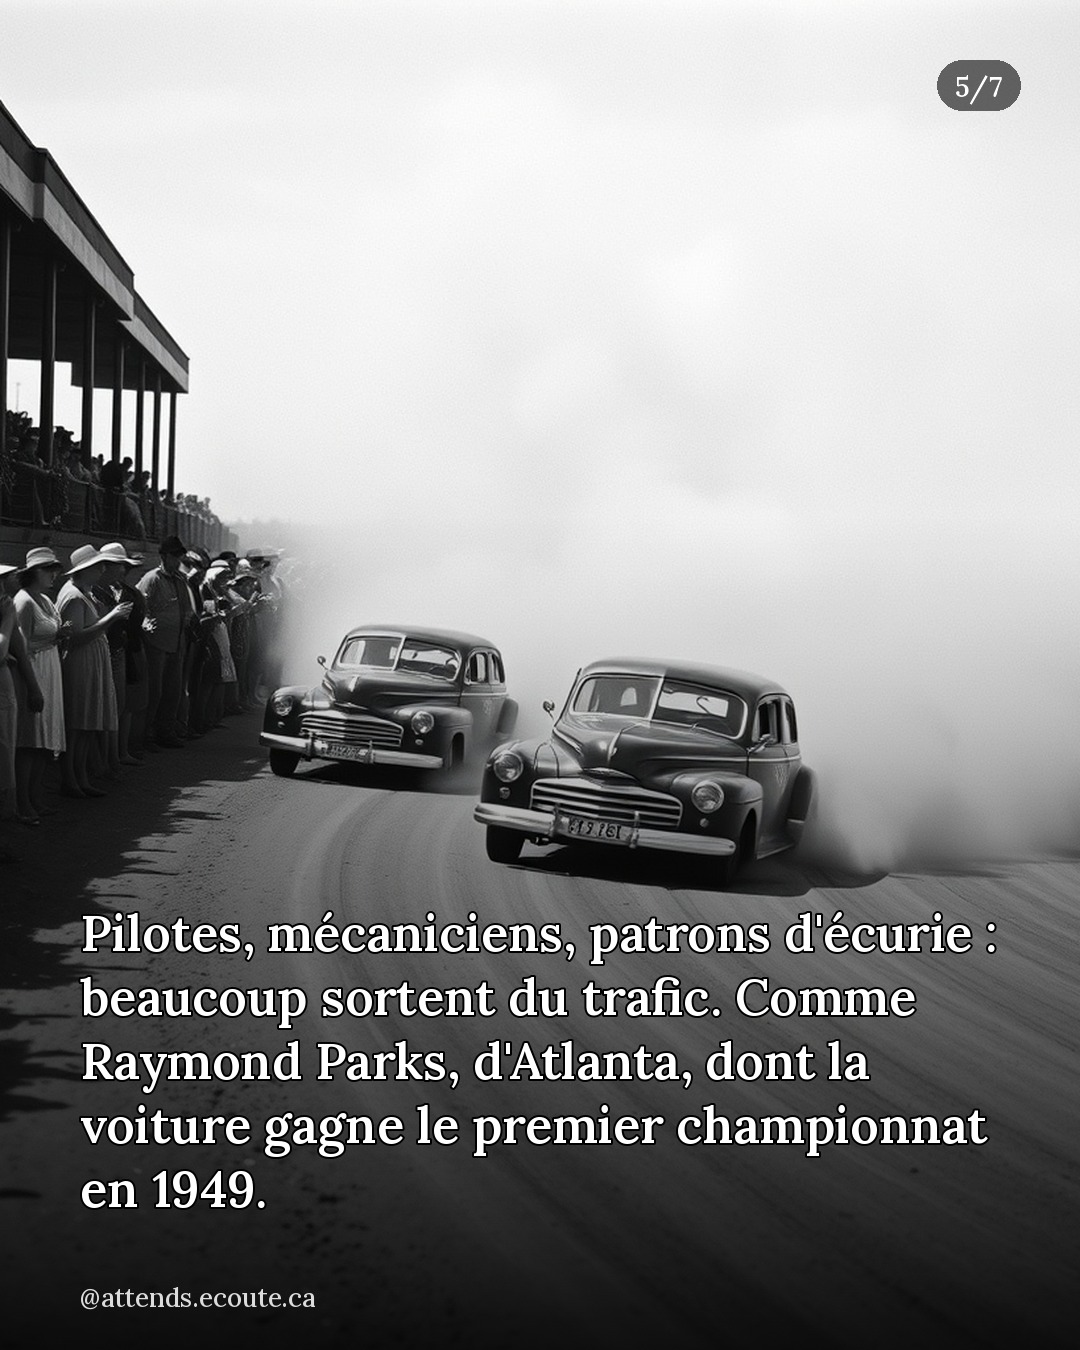 5/7
Pilotes, mécaniciens, patrons d'écurie :
beaucoup sortent du trafic. Comme
Raymond Parks, d'Atlanta, dont la
voiture gagne le premier championnat
en 1949.
@attends.ecoute.ca